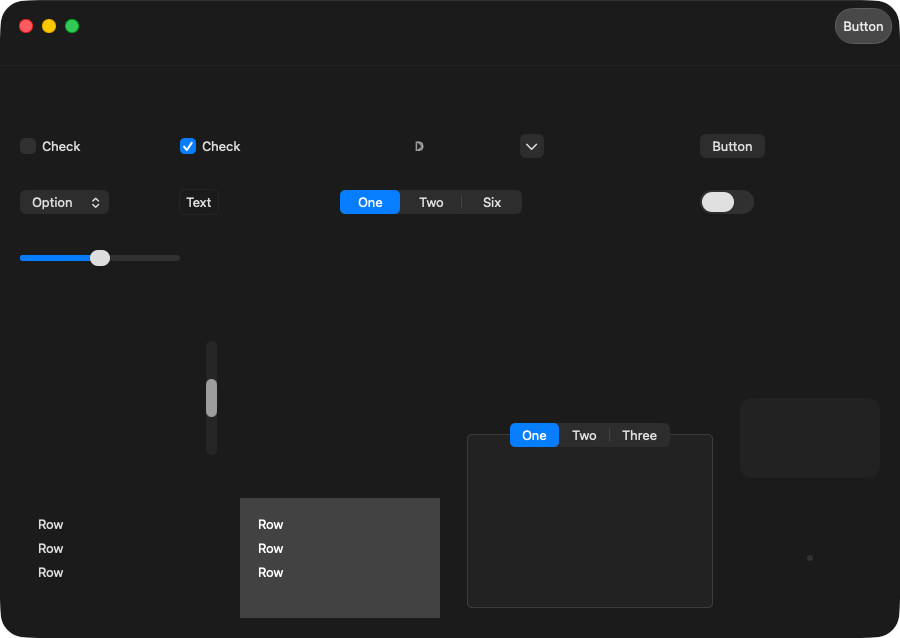 Button
Check
Check
Button
Option
Text
One Two Six
One Two Three
Row
Row
Row
Row
Row
Row